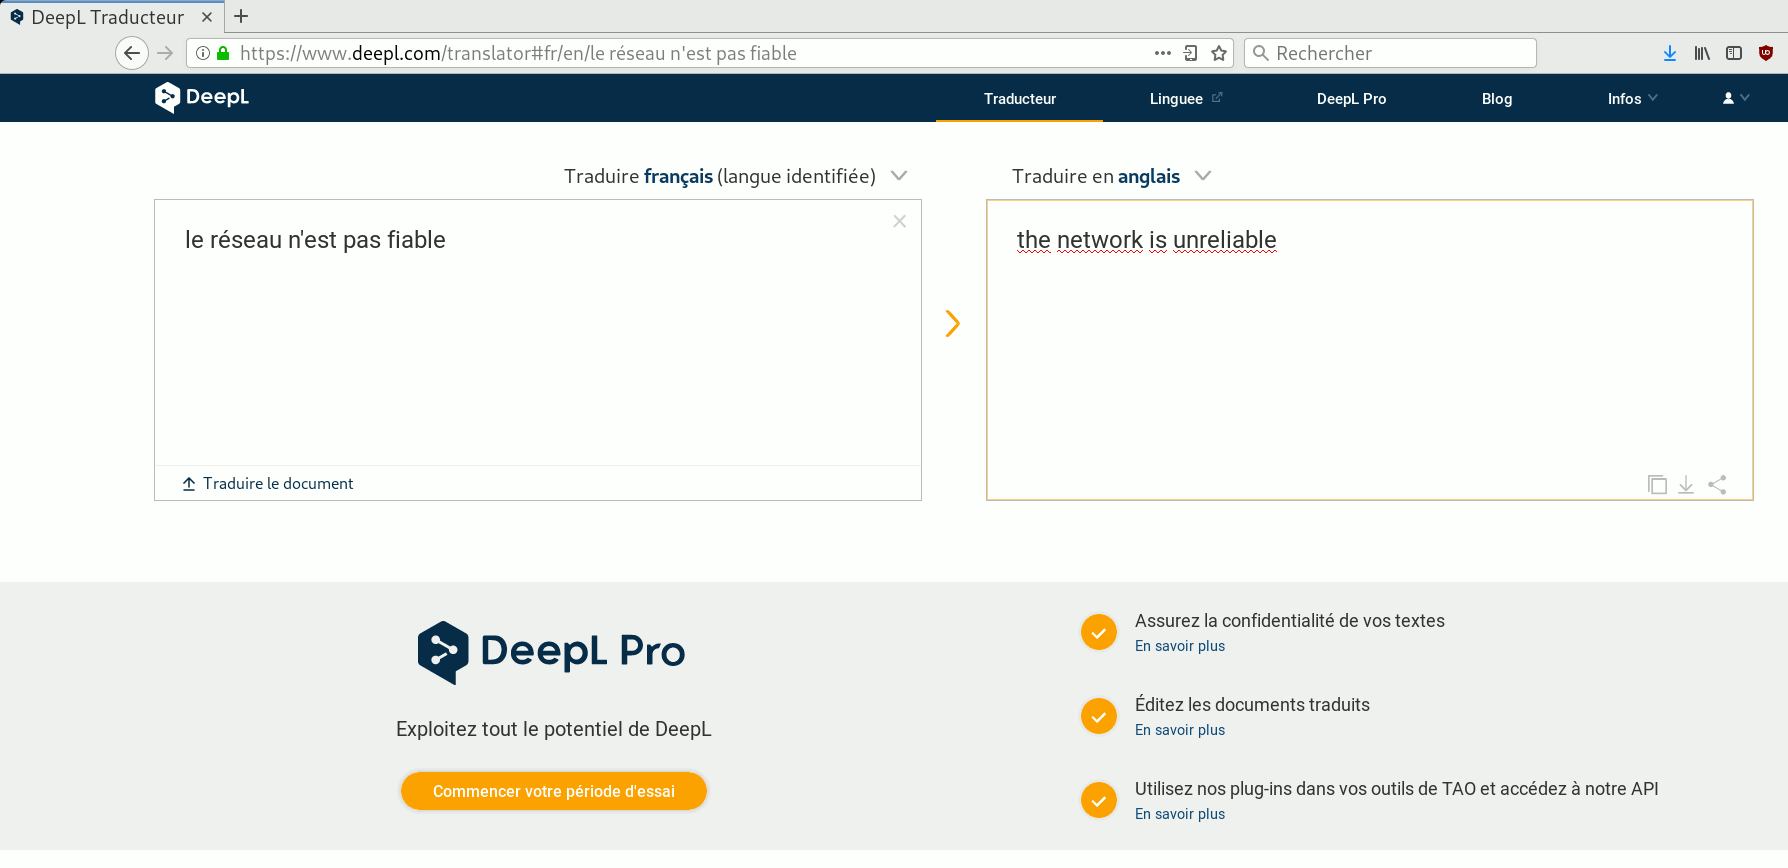 DeepL Traducteur
https://www.deepl.com/translator#fr/en/le réseau n'est pas fiable
Rechercher
DeepL
Traducteur
Linguee
DeepL Pro
Blog
Infos
Traduire français (langue identifiée)
Traduire en anglais
le réseau n'est pas fiable
the network is unreliable
Traduire le document
DeepL Pro
Exploitez tout le potentiel de DeepL
Commencer votre période d'essai
Assurez la confidentialité de vos textes
En savoir plus
Éditez les documents traduits
En savoir plus
Utilisez nos plug-ins dans vos outils de TAO et accédez à notre API
En savoir plus